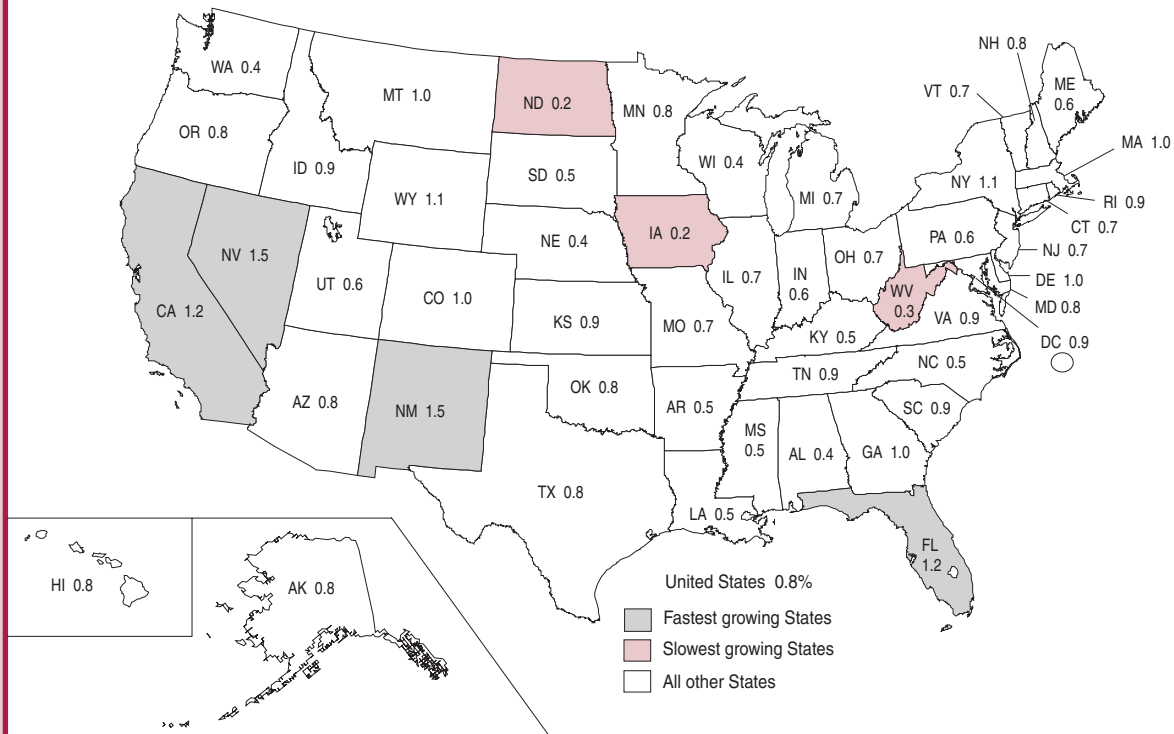 NH 0.8
WA 0.4
MT 1.0
ND 0.2
MN 0.8
VT 0.7
ME
0.6
OR 0.8
ID 0.9
SD 0.5
WI 0.4
MI 0.7
NY 1.1
MA 1.0
WY 1.1
RI 0.9
CT 0.7
NV 1.5
NE 0.4
IA 0.2
PA 0.6
NJ 0.7
UT 0.6
CO 1.0
IL 0.7
IN
0.6
OH 0.7
DE 1.0
CA 1.2
KS 0.9
MO 0.7
KY 0.5
WV
0.3
VA 0.9
MD 0.8
DC 0.9
AZ 0.8
NM 1.5
OK 0.8
AR 0.5
TN 0.9
NC 0.5
SC 0.9
MS
0.5
AL 0.4
GA 1.0
TX 0.8
LA 0.5
FL
1.2
HI 0.8
AK 0.8
United States 0.8%
Fastest growing States
Slowest growing States
All other States